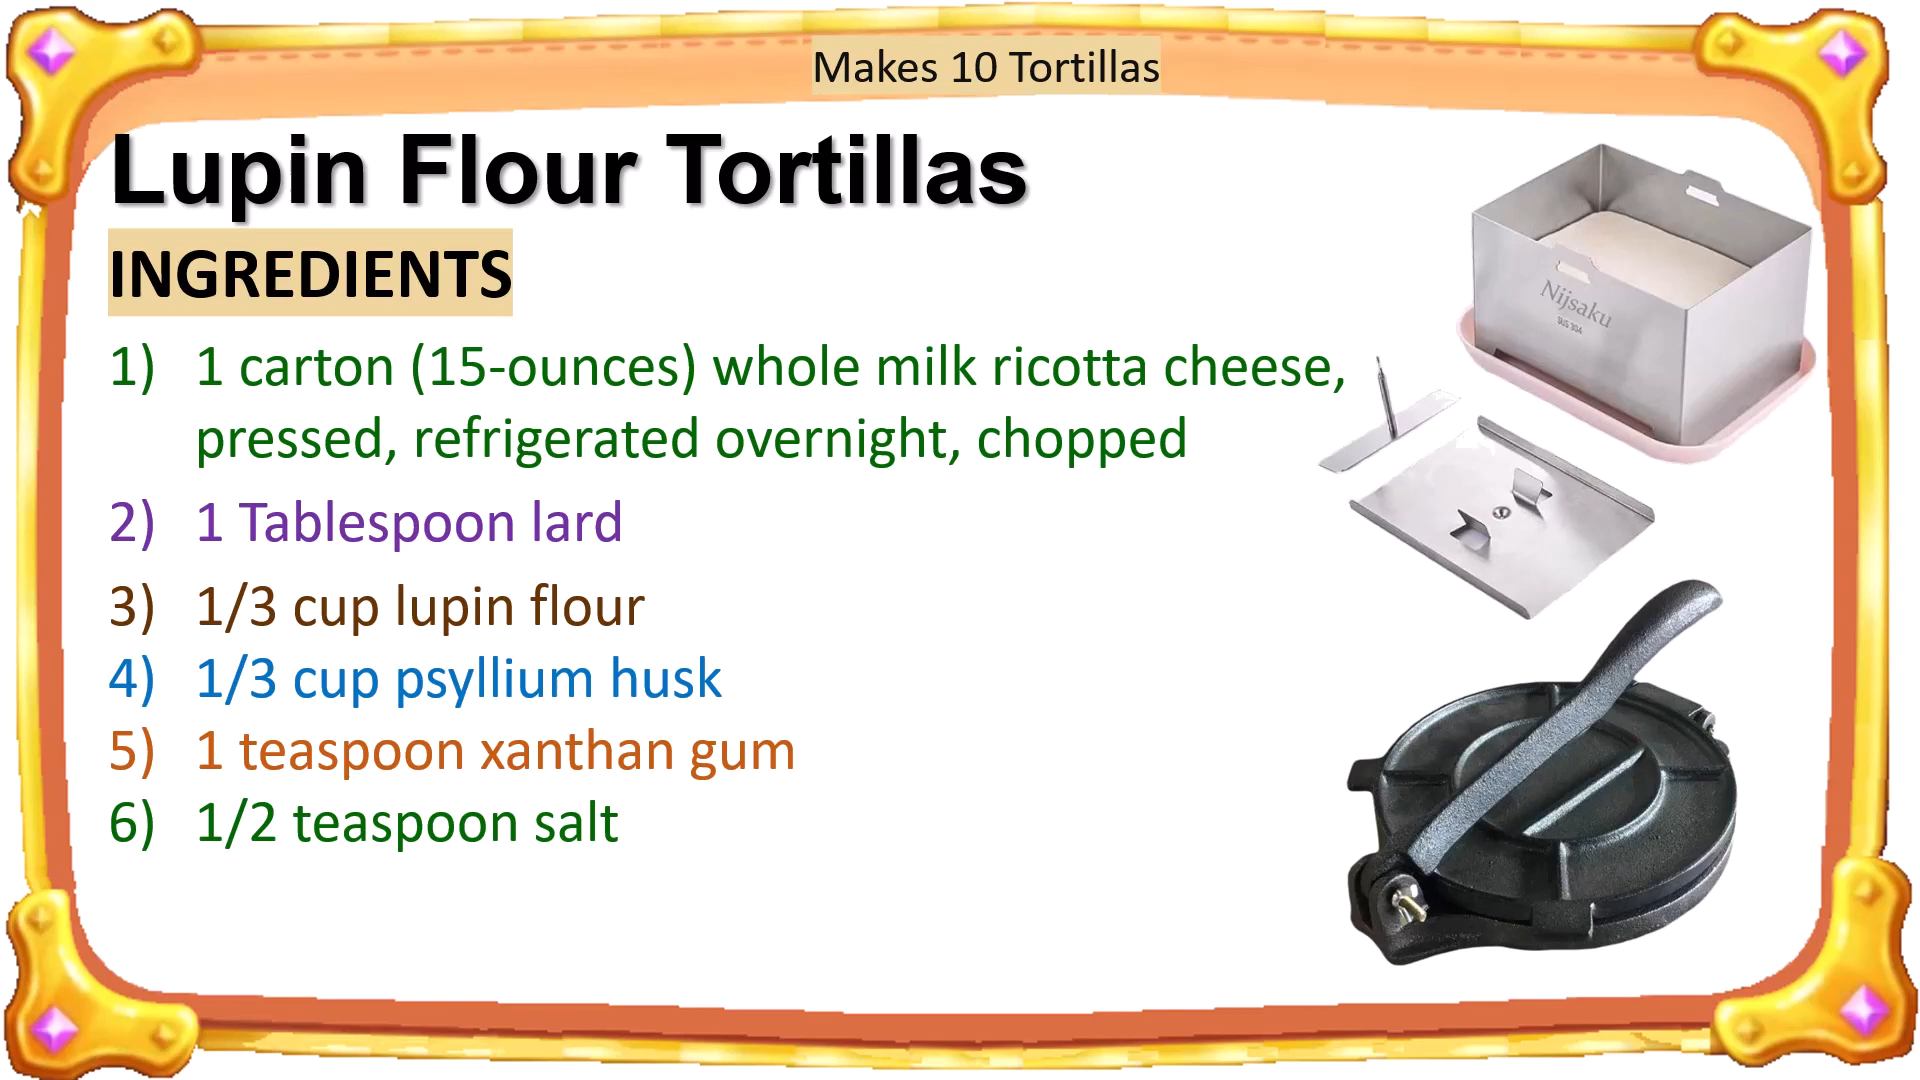 Makes 10 Tortillas
Lupin Flour Tortillas
INGREDIENTS
1) 1 carton (15-ounces) whole milk ricotta cheese,
pressed, refrigerated overnight, chopped
2) 1 Tablespoon lard
3) 1/3 cup lupin flour
4) 1/3 cup psyllium husk
5) 1 teaspoon xanthan gum
6) 1/2 teaspoon salt
Nijsaku
SUS 304